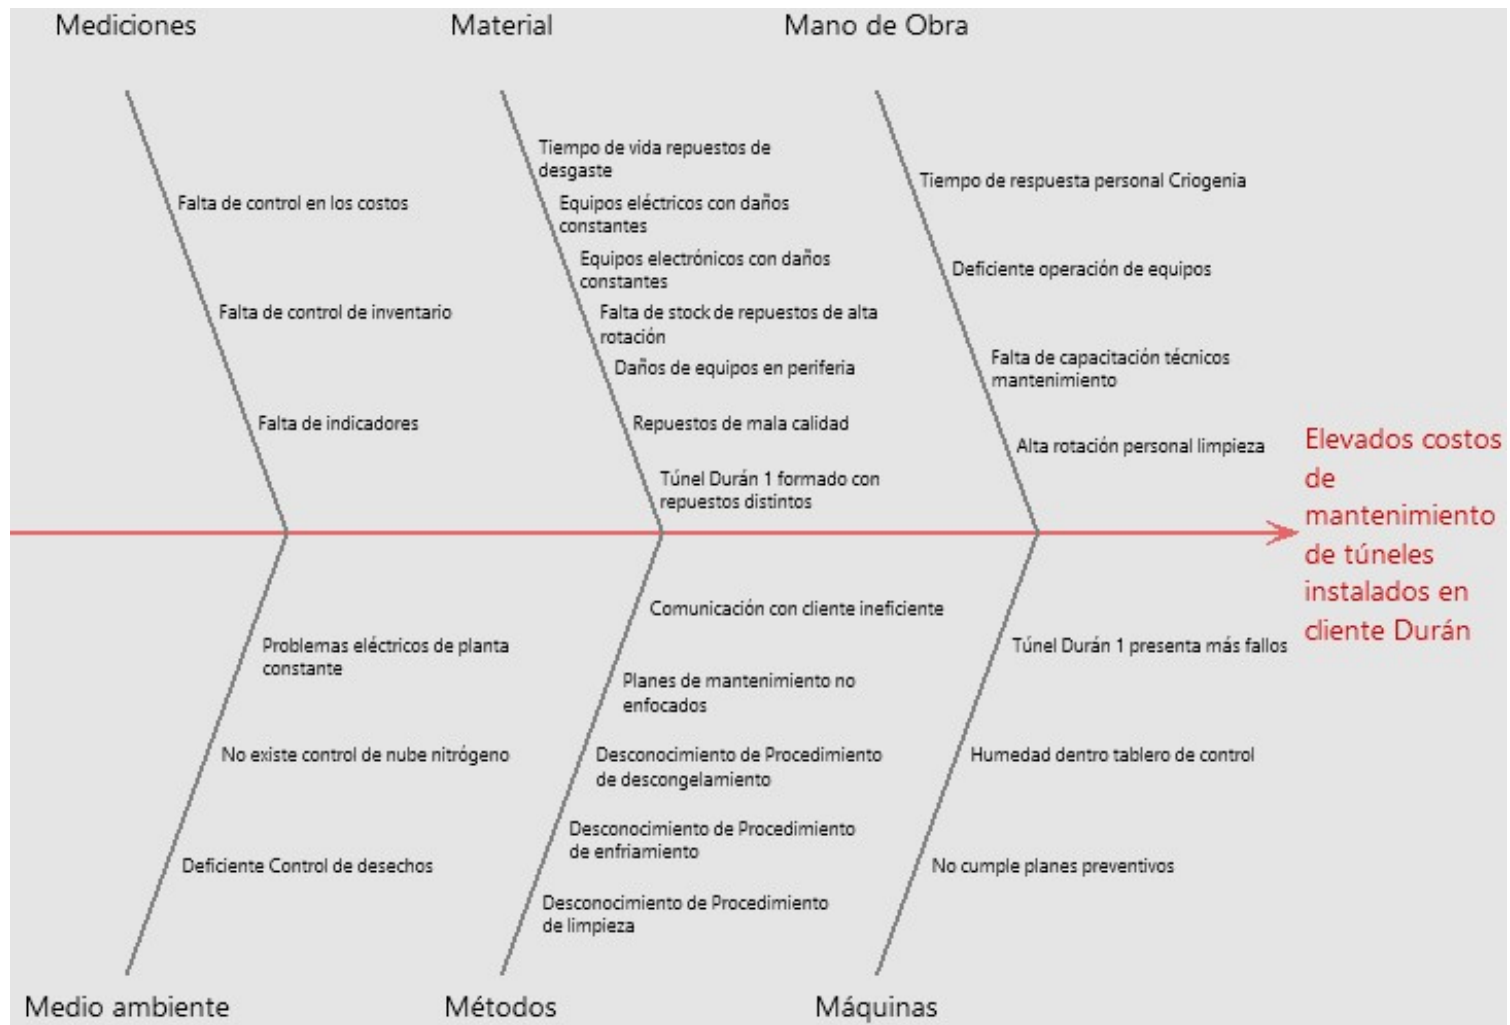 Mediciones
Material
Mano de Obra
Falta de control en los costos
Falta de control de inventario
Falta de indicadores
Tiempo de vida repuestos de
desgaste
Equipos eléctricos con daños
constantes
Equipos electrónicos con daños
constantes
Falta de stock de repuestos de alta
rotación
Daños de equipos en periferia
Repuestos de mala calidad
Túnel Durán 1 formado con
repuestos distintos
Tiempo de respuesta personal Criogenia
Deficiente operación de equipos
Falta de capacitación técnicos
mantenimiento
Alta rotación personal limpieza
Elevados costos
de
mantenimiento
de túneles
instalados en
cliente Durán
Problemas eléctricos de planta
constante
No existe control de nube nitrógeno
Deficiente Control de desechos
Comunicación con cliente ineficiente
Planes de mantenimiento no
enfocados
Desconocimiento de Procedimiento
de descongelamiento
Desconocimiento de Procedimiento
de enfriamiento
Desconocimiento de Procedimiento
de limpieza
Túnel Durán 1 presenta más fallos
Humedad dentro tablero de control
No cumple planes preventivos
Medio ambiente
Métodos
Máquinas